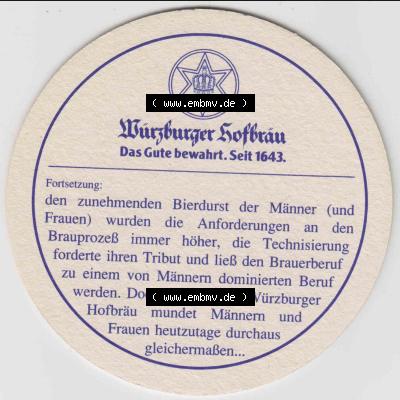 ( www.embmv.de )
Würzburger Hofbräu
Das Gute bewahrt. Seit 1643.
Fortsetzung:
den zunehmenden Bierdurst der Männer (und
Frauen) wurden die Anforderungen an den
Brauprozeß immer höher, die Technisierung
forderte ihren Tribut und ließ den Brauerberuf
zu einem von Männern dominierten Beruf
werden. ( www.embmv.de ) Würzburger
Hofbräu mundet Männern und
Frauen heutzutage durchaus
gleichermaßen...